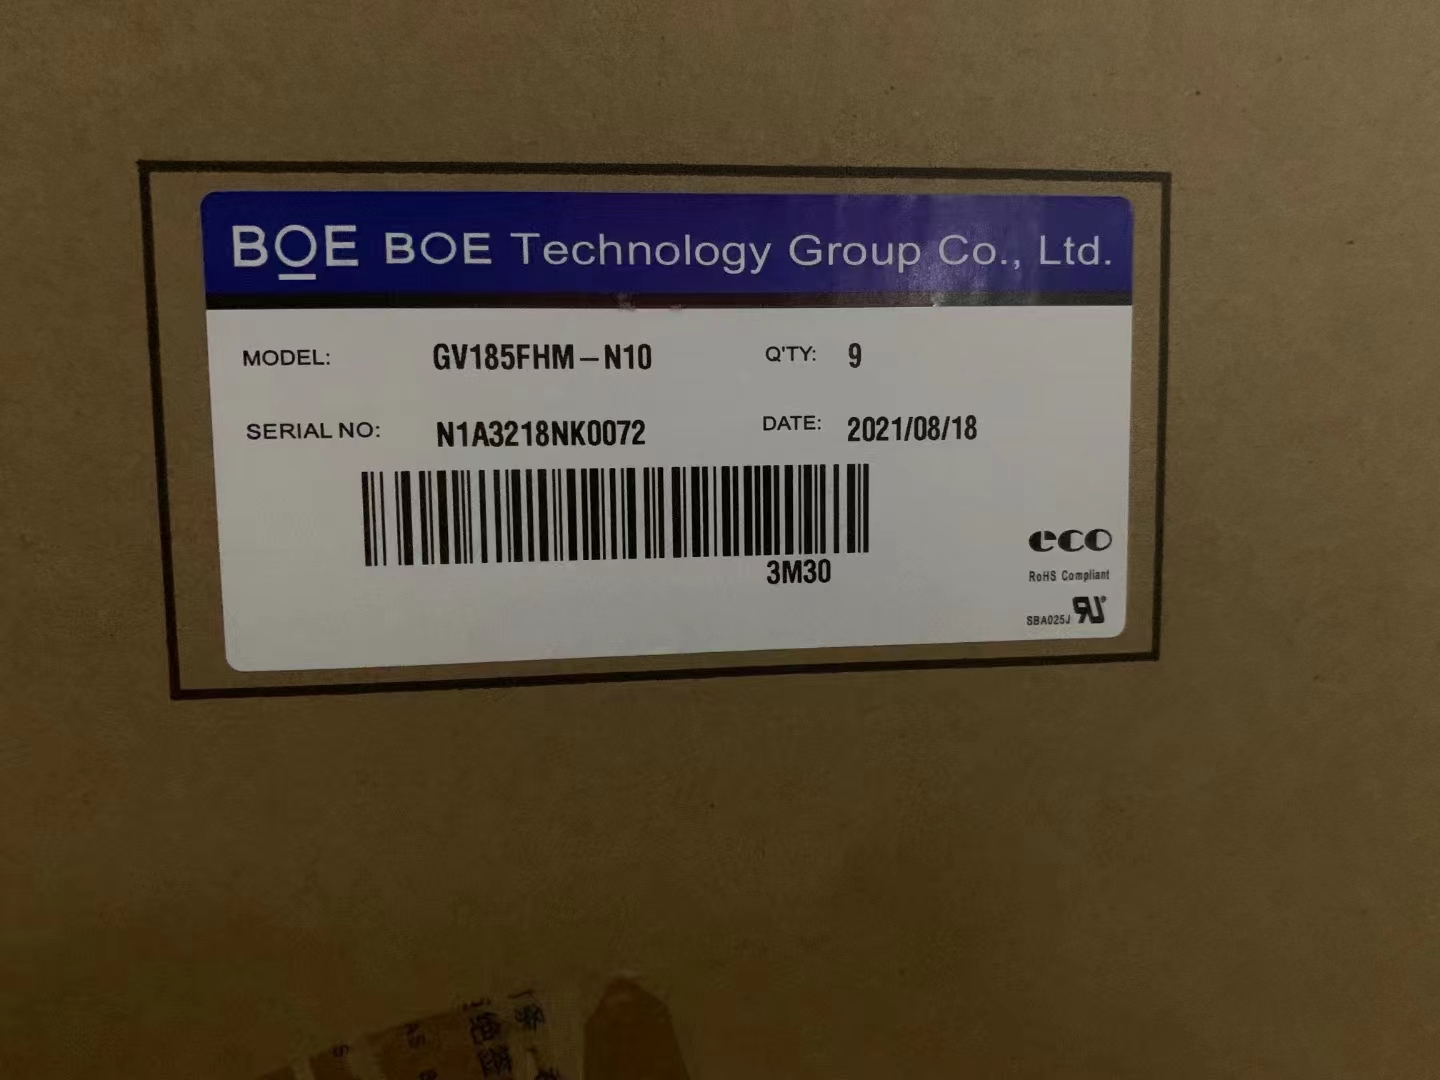 BOE BOE Technology Group Co., Ltd.
MODEL: GV185FHM-N10 Q'TY: 9
SERIAL NO: N1A3218NK0072 DATE: 2021/08/18
3M30
eco
RoHS Compliant
SBA025J